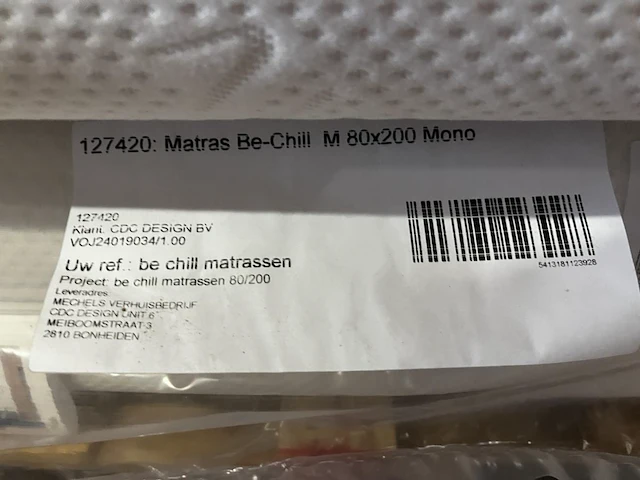 127420: Matras Be-Chill M 80x200 Mono
127420
Klant: CDC DESIGN BV
VOJ24019034/1.00
Uw ref.: be chill matrassen
Project: be chill matrassen 80/200
Leveradres:
MECHELS VERHUISBEDRIJF
CDC DESIGN UNIT 6
MEIBOOMSTRAAT 3
2810 BONHEIDEN
5413181123928